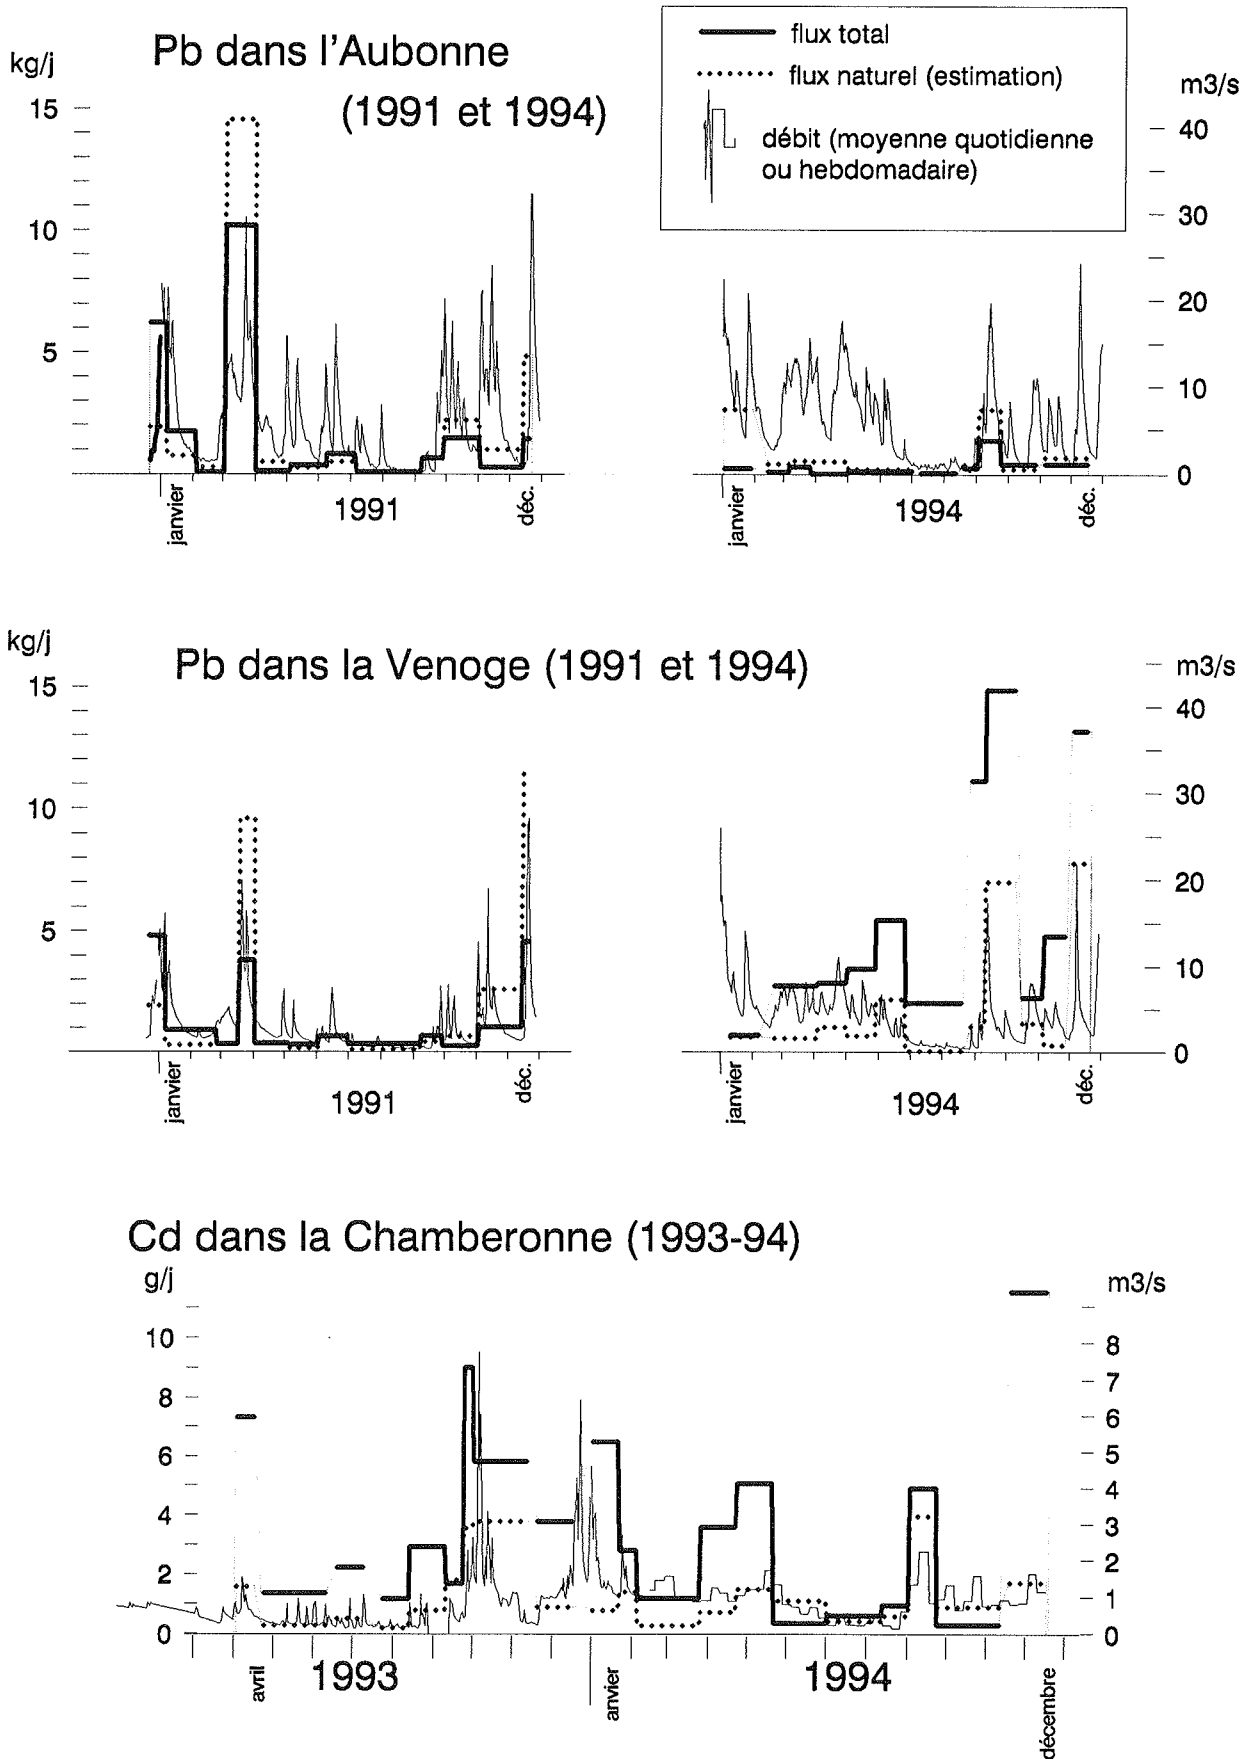 Pb dans l'Aubonne
(1991 et 1994)
kg/j
15
10
5
flux total
flux naturel (estimation)
débit (moyenne quotidienne
ou hebdomadaire)
m3/s
40
30
20
10
0
janvier
1991
déc.
janvier
1994
déc.
Pb dans la Venoge (1991 et 1994)
kg/j
15
10
5
m3/s
40
30
20
10
0
janvier
1991
déc.
janvier
1994
déc.
Cd dans la Chamberonne (1993-94)
g/j
10
8
6
4
2
0
m3/s
8
7
6
5
4
3
2
1
0
avril
1993
anvier
1994
décembre